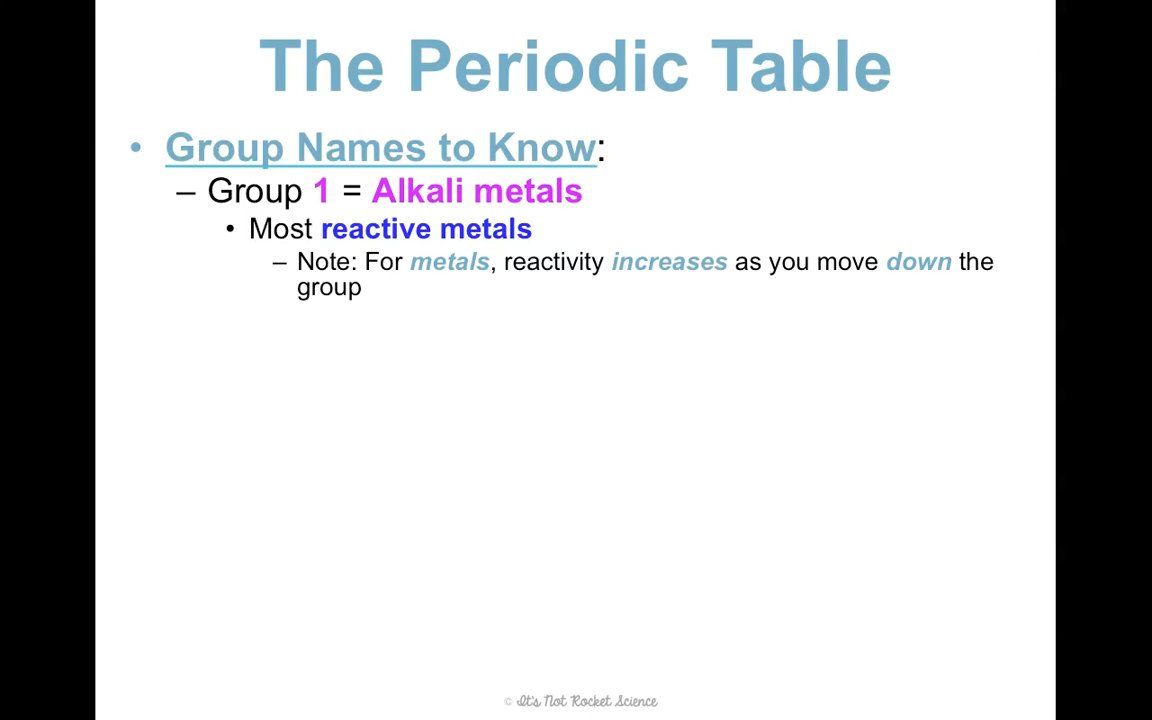 The Periodic Table
• Group Names to Know:
– Group 1 = Alkali metals
• Most reactive metals
– Note: For metals, reactivity increases as you move down the
group
© It's Not Rocket Science